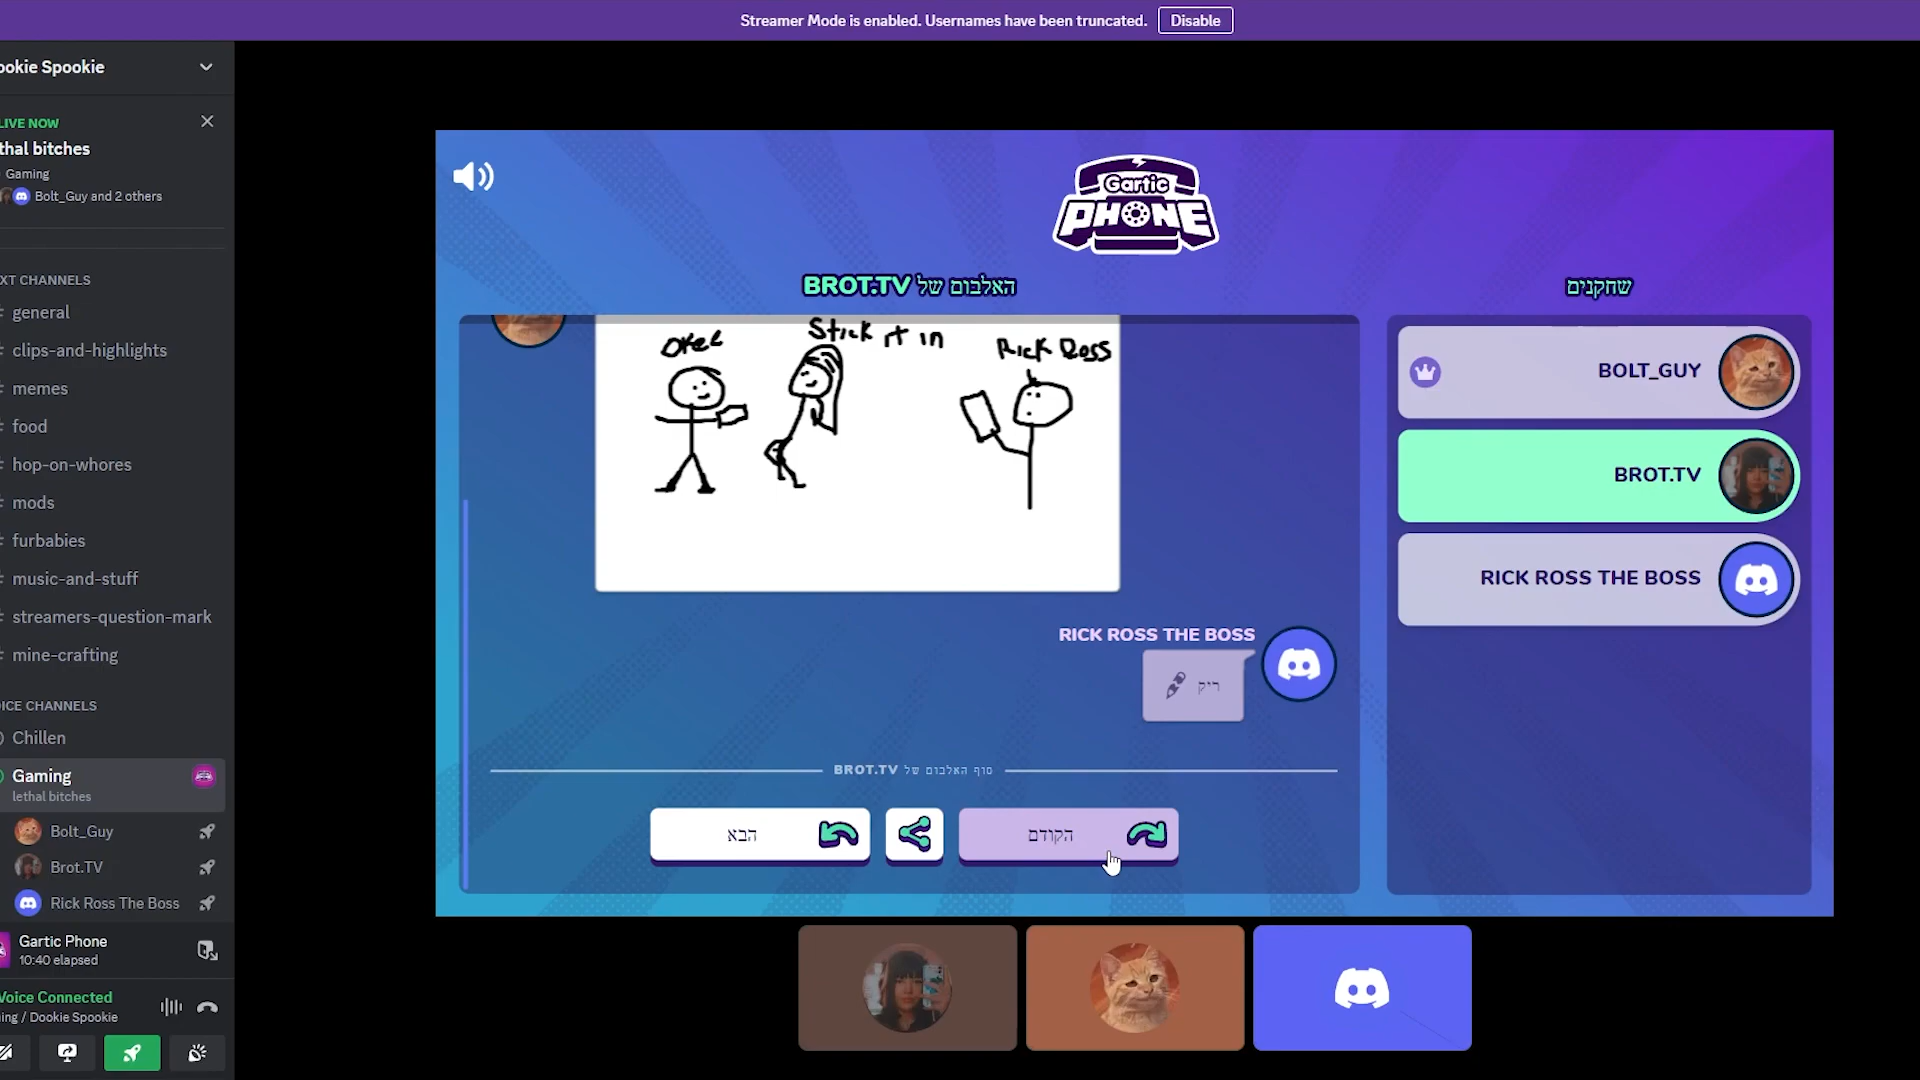 Streamer Mode is enabled. Usernames have been truncated.
Disable
ookie Spookie
LIVE NOW
thal bitches
Gaming
Bolt_Guy and 2 others
XT CHANNELS
general
clips-and-highlights
memes
food
hop-on-whores
mods
furbabies
music-and-stuff
streamers-question-mark
mine-crafting
ICE CHANNELS
Chillen
Gaming
lethal bitches
Bolt_Guy
Brot.TV
Rick Ross The Boss
Gartic Phone
10:40 elapsed
Voice Connected
ing / Dookie Spookie
Gartic
PHONE
האלבום של BROT.TV
שחקנים
Stick it in
Rick Ross
RICK ROSS THE BOSS
ריק
סוף האלבום של BROT.TV
הבא
הקודם
BOLT_GUY
BROT.TV
RICK ROSS THE BOSS